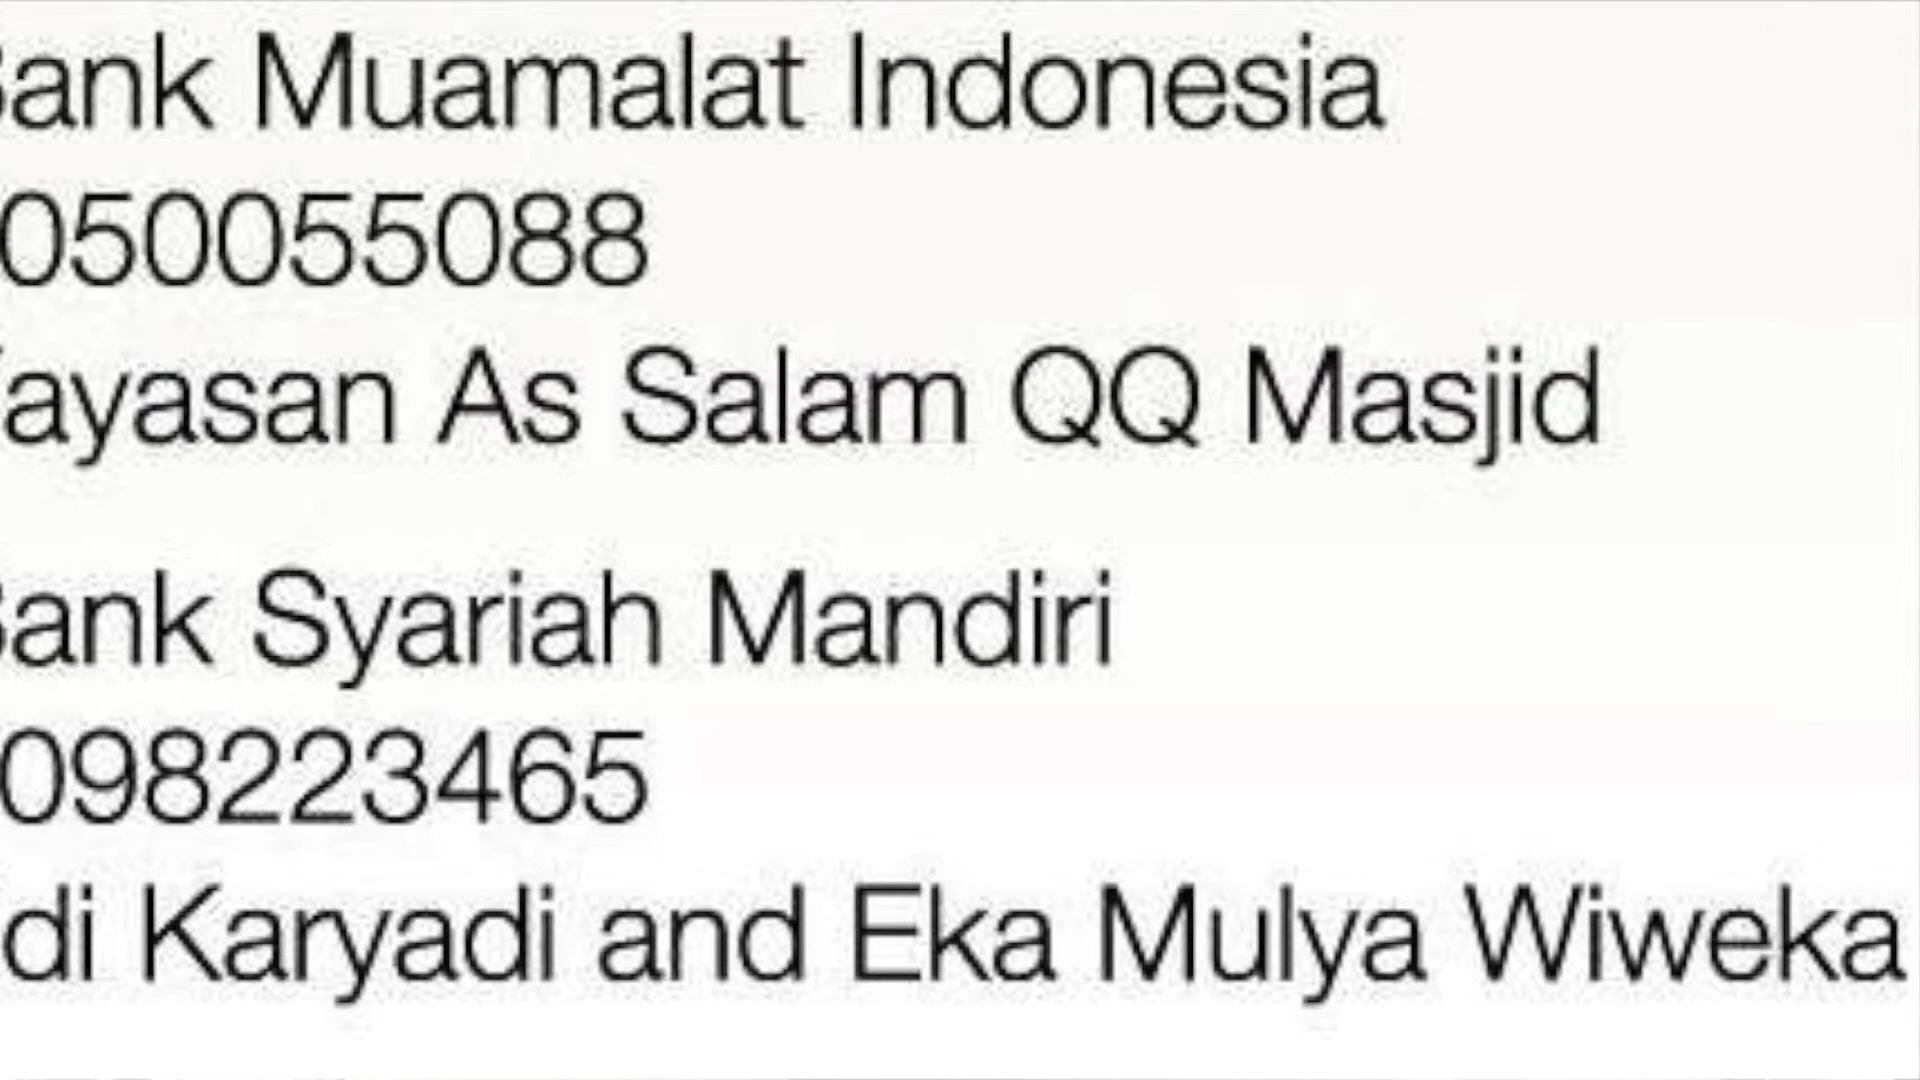 ank Muamalat Indonesia
050055088
ayasan As Salam QQ Masjid
ank Syariah Mandiri
098223465
di Karyadi and Eka Mulya Wiweka